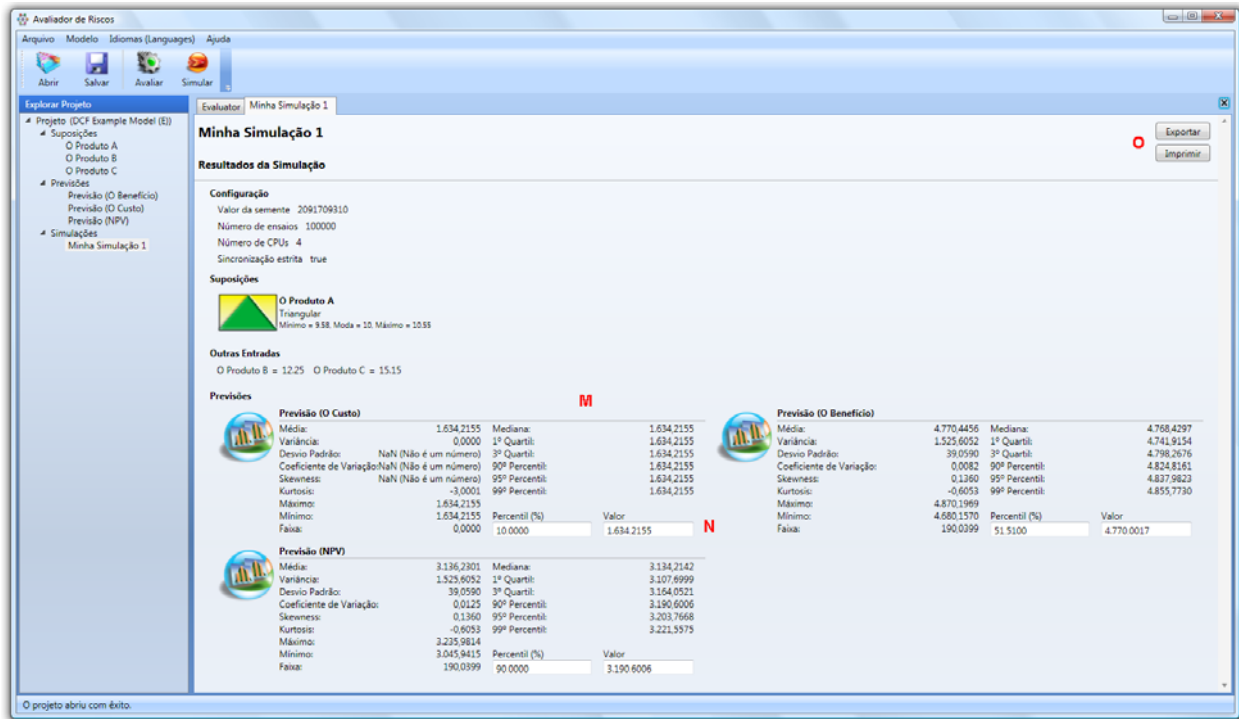 Avaliador de Riscos
Arquivo Modelo Idiomas (Languages) Ajuda
Abrir Salvar Avaliar Simular
Explorar Projeto
Projeto (DCF Example Model (E))
Suposições
O Produto A
O Produto B
O Produto C
Previsões
Previsão (O Benefício)
Previsão (O Custo)
Previsão (NPV)
Simulações
Minha Simulação 1
Evaluator Minha Simulação 1
Minha Simulação 1
O
Exportar
Imprimir
Resultados da Simulação
Configuração
Valor da semente 2091709310
Número de ensaios 100000
Número de CPUs 4
Sincronização estrita true
Suposições
O Produto A
Triangular
Mínimo = 9.58, Moda = 10, Máximo = 10.55
Outras Entradas
O Produto B = 12.25 O Produto C = 15.15
Previsões
M
Previsão (O Custo)
Média: 1.634,2155 Mediana: 1.634,2155
Variância: 0,0000 1º Quartil: 1.634,2155
Desvio Padrão: NaN (Não é um número) 3º Quartil: 1.634,2155
Coeficiente de Variação:NaN (Não é um número) 90º Percentil: 1.634,2155
Skewness: NaN (Não é um número) 95º Percentil: 1.634,2155
Kurtosis: -3,0001 99º Percentil: 1.634,2155
Máximo: 1.634,2155
Mínimo: 1.634,2155 Percentil (%) Valor
Faixa: 0,0000 10.0000 1.634.2155
N
Previsão (O Benefício)
Média: 4.770,4456 Mediana: 4.768,4297
Variância: 1.525,6052 1º Quartil: 4.741,9154
Desvio Padrão: 39,0590 3º Quartil: 4.798,2676
Coeficiente de Variação: 0,0082 90º Percentil: 4.824,8161
Skewness: 0,1360 95º Percentil: 4.837,9823
Kurtosis: -0,6053 99º Percentil: 4.855,7730
Máximo: 4.870,1969
Mínimo: 4.680,1570 Percentil (%) Valor
Faixa: 190,0399 51.5100 4.770.0017
Previsão (NPV)
Média: 3.136,2301 Mediana: 3.134,2142
Variância: 1.525,6052 1º Quartil: 3.107,6999
Desvio Padrão: 39,0590 3º Quartil: 3.164,0521
Coeficiente de Variação: 0,0125 90º Percentil: 3.190,6006
Skewness: 0,1360 95º Percentil: 3.203,7668
Kurtosis: -0,6053 99º Percentil: 3.221,5575
Máximo: 3.235,9814
Mínimo: 3.045,9415 Percentil (%) Valor
Faixa: 190,0399 90.0000 3.190.6006
O projeto abriu com êxito.